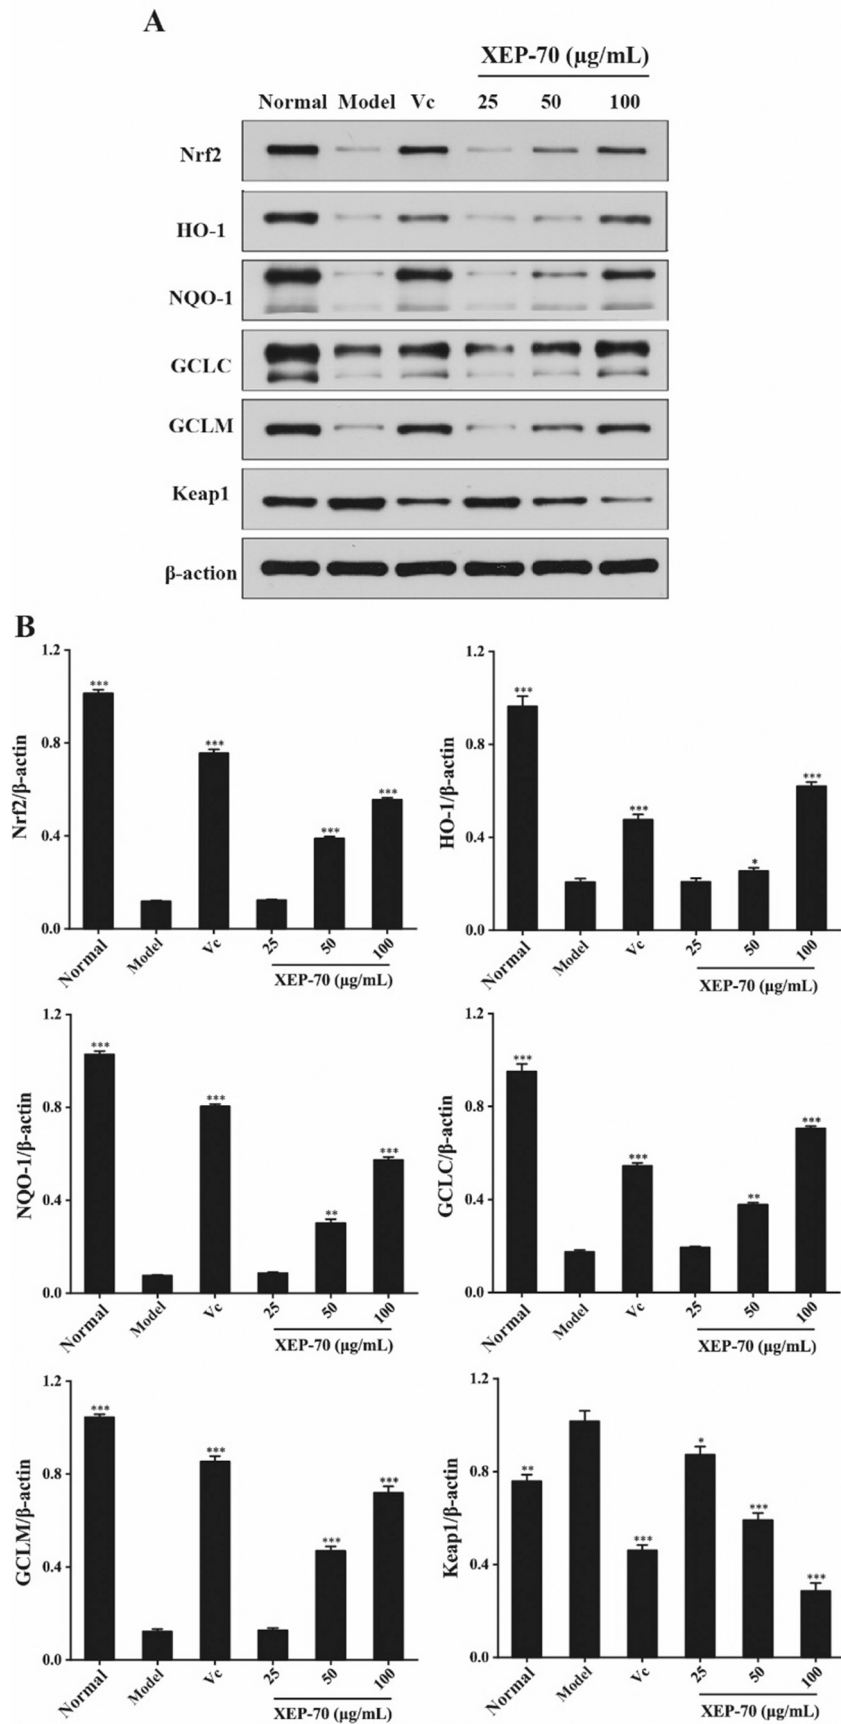 A
XEP-70 (μg/mL)
Normal Model Vc 25 50 100
Nrf2
HO-1
NQO-1
GCLC
GCLM
Keap1
β-action
B
1.2
0.8
0.4
0.0
Nrf2/β-actin
***
***
***
***
Normal
Model
Vc
25
50
100
XEP-70 (μg/mL)
1.2
0.8
0.4
0.0
HO-1/β-actin
***
***
*
***
Normal
Model
Vc
25
50
100
XEP-70 (μg/mL)
1.2
0.8
0.4
0.0
NQO-1/β-actin
***
***
**
***
Normal
Model
Vc
25
50
100
XEP-70 (μg/mL)
1.2
0.8
0.4
0.0
GCLC/β-actin
***
***
**
***
Normal
Model
Vc
25
50
100
XEP-70 (μg/mL)
1.2
0.8
0.4
0.0
GCLM/β-actin
***
***
***
***
Normal
Model
Vc
25
50
100
XEP-70 (μg/mL)
1.2
0.8
0.4
0.0
Keap1/β-actin
**
***
*
***
***
Normal
Model
Vc
25
50
100
XEP-70 (μg/mL)